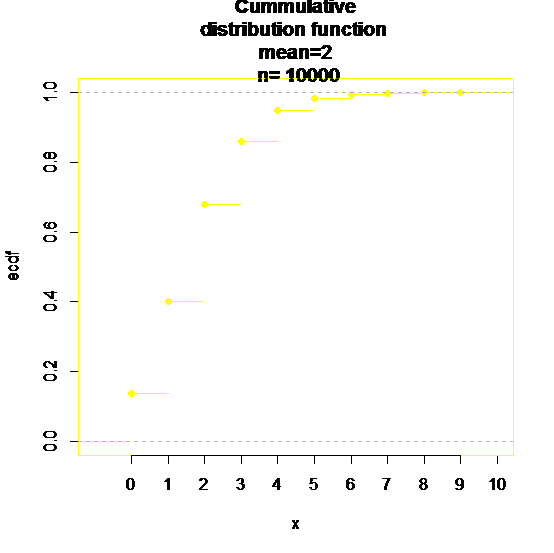 Cummulative
distribution function
mean=2
n= 10000
1.0
0.8
0.6
0.4
0.2
0.0
ecdf
0 1 2 3 4 5 6 7 8 9 10
x